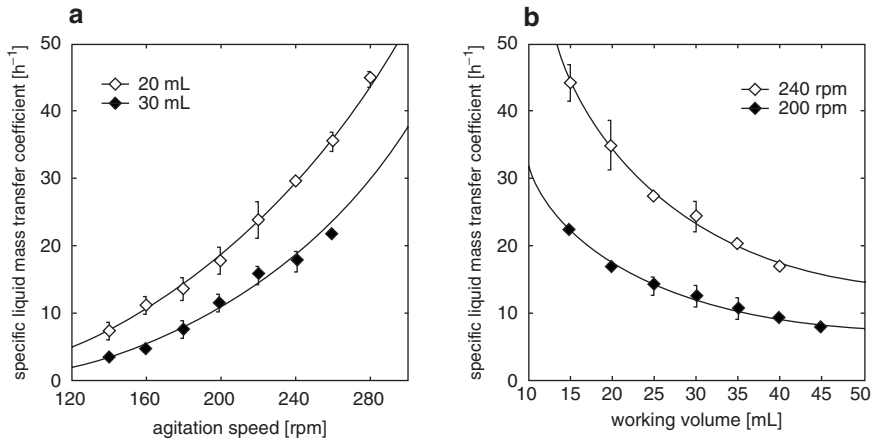 a
specific liquid mass transfer coefficient [h⁻¹]
50
40
30
20
10
0
20 mL
30 mL
120 160 200 240 280
agitation speed [rpm]
b
specific liquid mass transfer coefficient [h⁻¹]
50
40
30
20
10
0
240 rpm
200 rpm
10 15 20 25 30 35 40 45 50
working volume [mL]